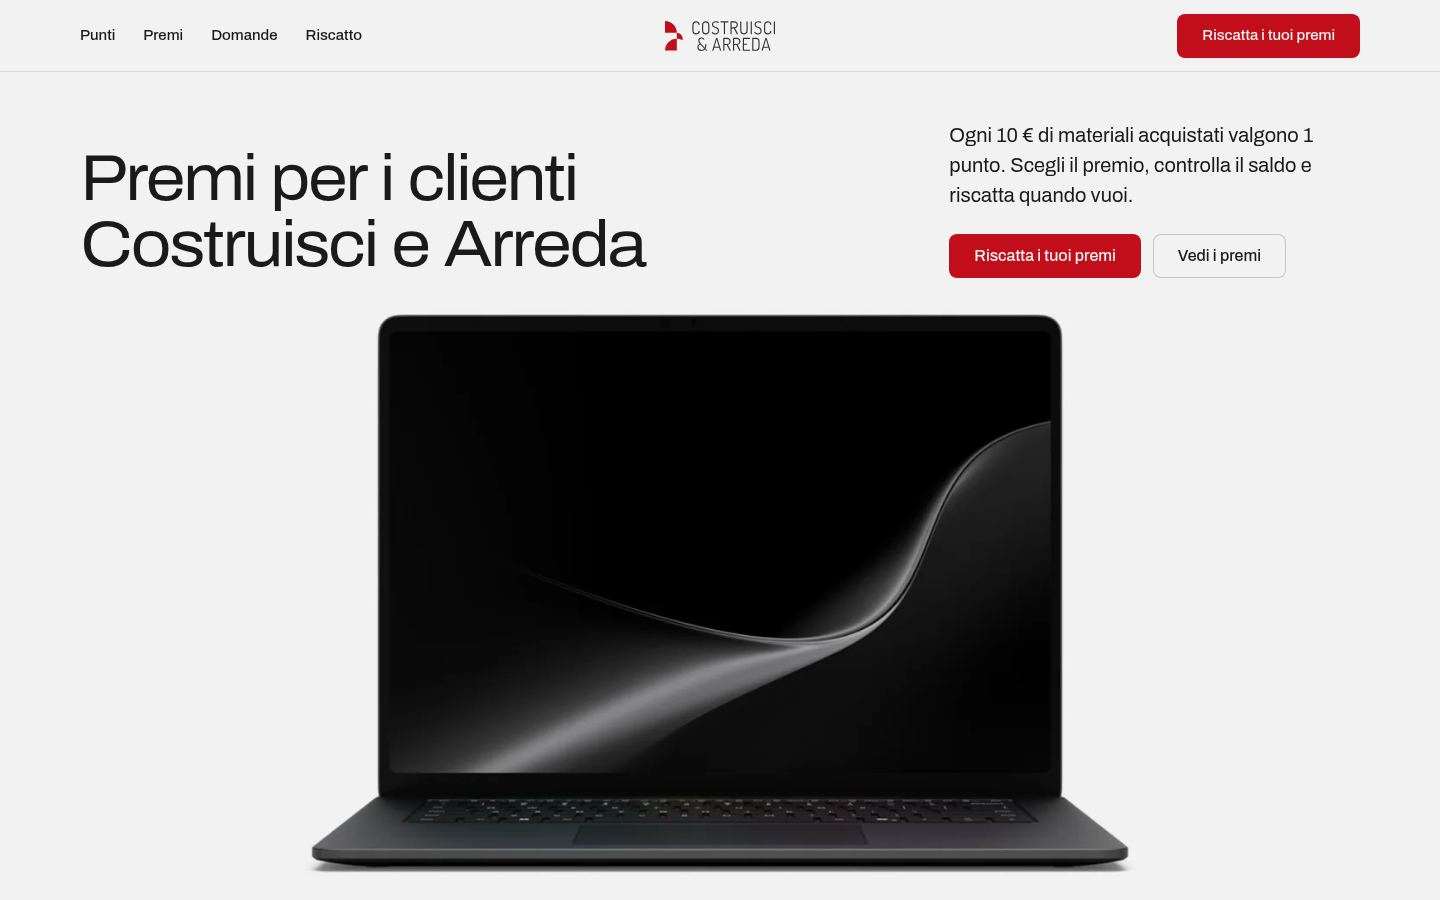 Punti
Premi
Domande
Riscatto
COSTRUISCI
& ARREDA
Riscatta i tuoi premi
Premi per i clienti
Costruisci e Arreda
Ogni 10 € di materiali acquistati valgono 1
punto. Scegli il premio, controlla il saldo e
riscatta quando vuoi.
Riscatta i tuoi premi
Vedi i premi